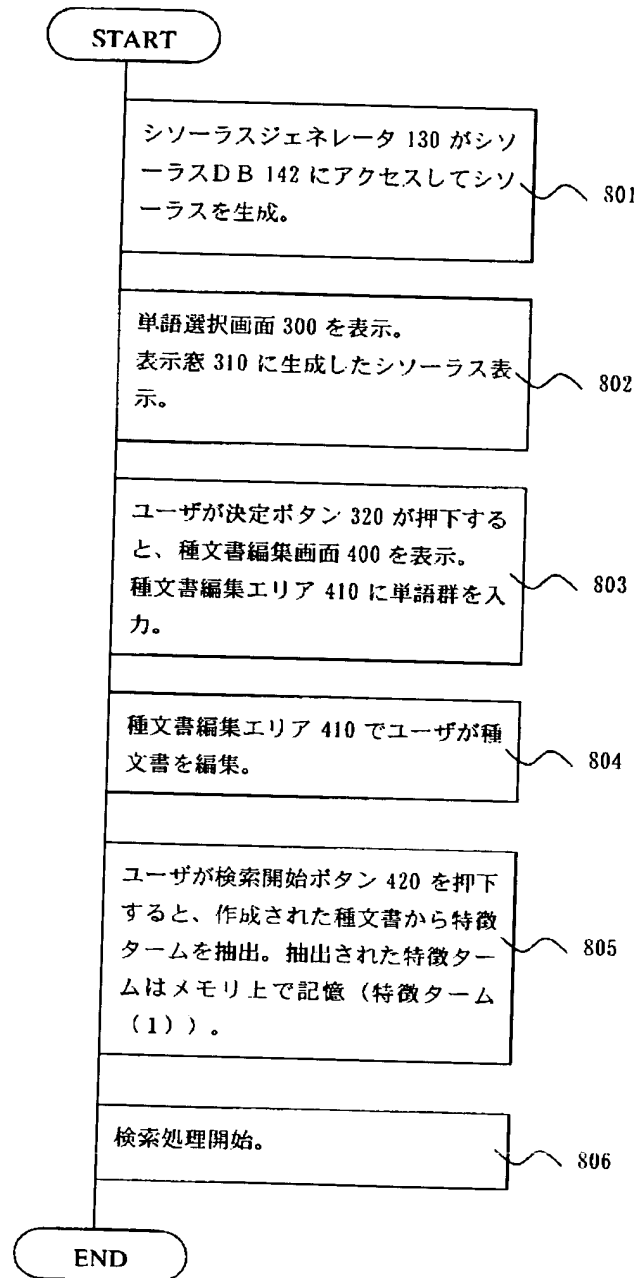 START
シソーラスジェネレータ 130 がシソ
ーラスＤＢ 142 にアクセスしてシソ
ーラスを生成。
801
単語選択画面 300 を表示。
表示窓 310 に生成したシソーラス表
示。
802
ユーザが決定ボタン 320 が押下する
と、種文書編集画面 400 を表示。
種文書編集エリア 410 に単語群を入
力。
803
種文書編集エリア 410 でユーザが種
文書を編集。
804
ユーザが検索開始ボタン 420 を押下
すると、作成された種文書から特徴
タームを抽出。抽出された特徴ター
ムはメモリ上で記憶（特徴ターム
（１））。
805
検索処理開始。
806
END